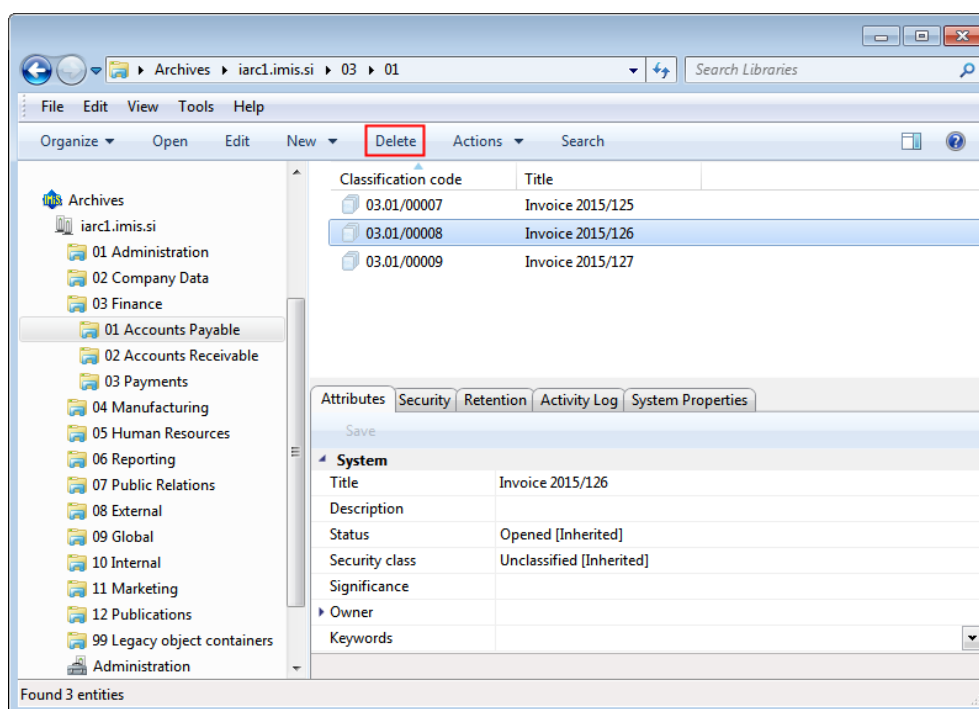 Archives iarc1.imis.si 03 01
Search Libraries
File Edit View Tools Help
Organize Open Edit New Delete Actions Search
Archives
iarc1.imis.si
01 Administration
02 Company Data
03 Finance
01 Accounts Payable
02 Accounts Receivable
03 Payments
04 Manufacturing
05 Human Resources
06 Reporting
07 Public Relations
08 External
09 Global
10 Internal
11 Marketing
12 Publications
99 Legacy object containers
Administration
Classification code Title
03.01/00007 Invoice 2015/125
03.01/00008 Invoice 2015/126
03.01/00009 Invoice 2015/127
Attributes Security Retention Activity Log System Properties
Save
System
Title Invoice 2015/126
Description
Status Opened [Inherited]
Security class Unclassified [Inherited]
Significance
Owner
Keywords
Found 3 entities